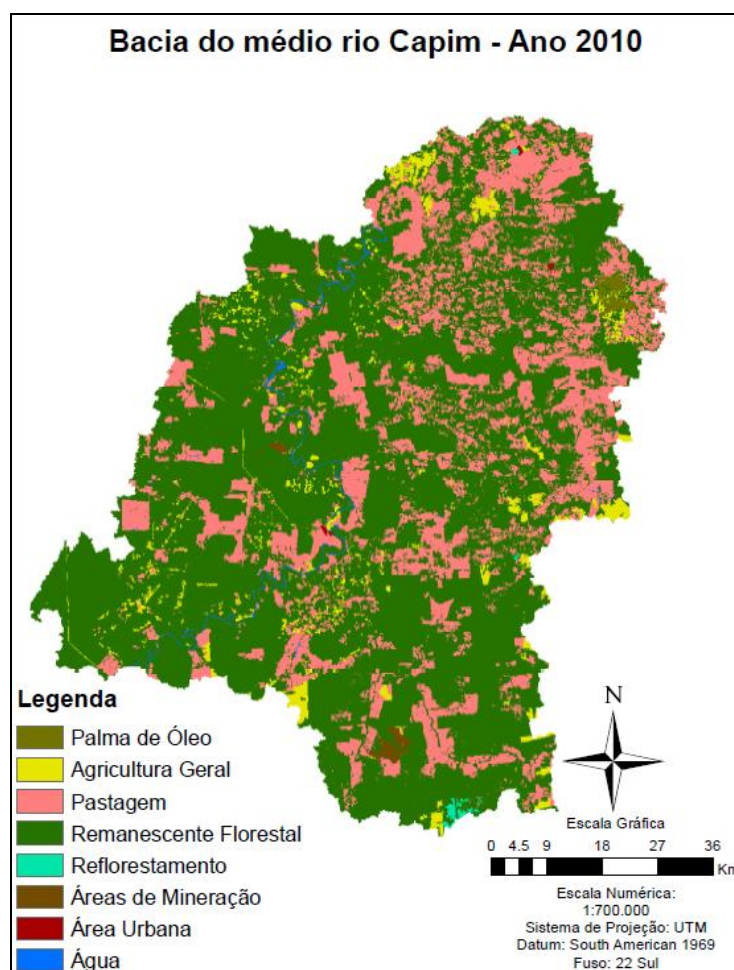 Bacia do médio rio Capim - Ano 2010
Legenda
Palma de Óleo
Agricultura Geral
Pastagem
Remanescente Florestal
Reflorestamento
Áreas de Mineração
Área Urbana
Água
N
Escala Gráfica
0 4.5 9 18 27 36
Km
Escala Numérica:
1:700.000
Sistema de Projeção: UTM
Datum: South American 1969
Fuso: 22 Sul